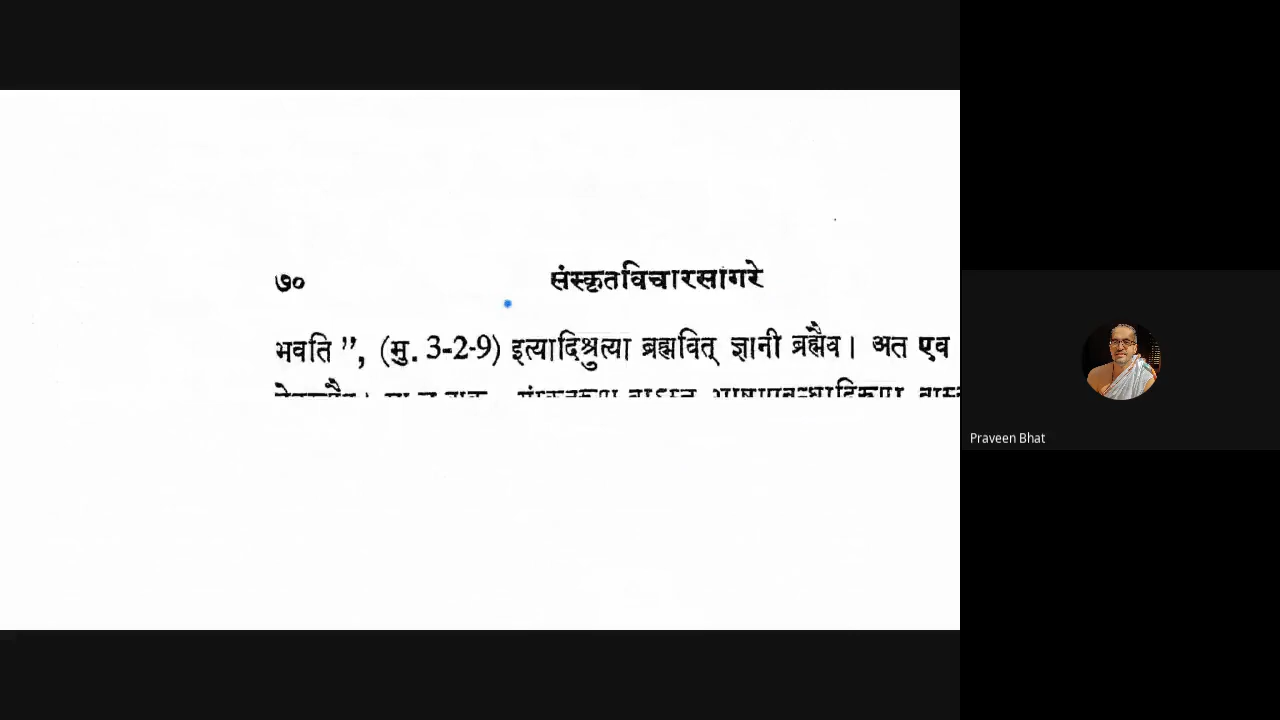 ७० संस्कृतविचारसागरे
भवति ”, (मु. 3-2-9) इत्यादिश्रुत्या ब्रह्मवित् ज्ञानी ब्रह्मैव। अत एव
Praveen Bhat